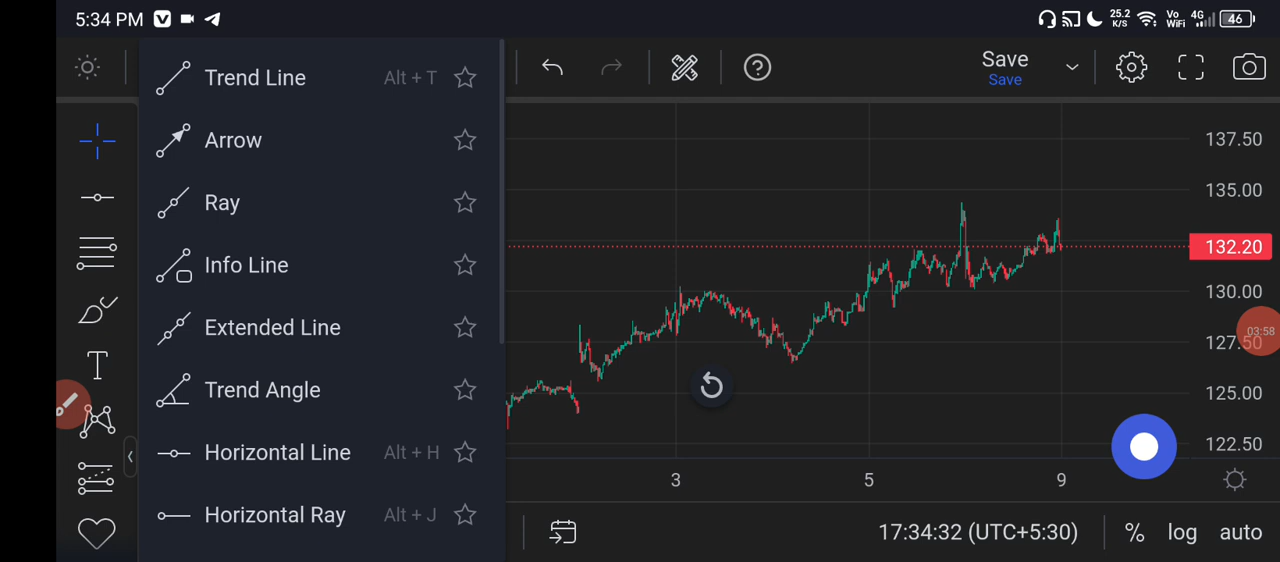 5:34 PM
25.2 K/S
Vo WiFi
4G
46
Trend Line Alt + T
Arrow
Ray
Info Line
Extended Line
Trend Angle
Horizontal Line Alt + H
Horizontal Ray Alt + J
Save
Save
T
137.50
135.00
132.20
130.00
127.50
03:58
125.00
122.50
3 5 9
17:34:32 (UTC+5:30) % log auto